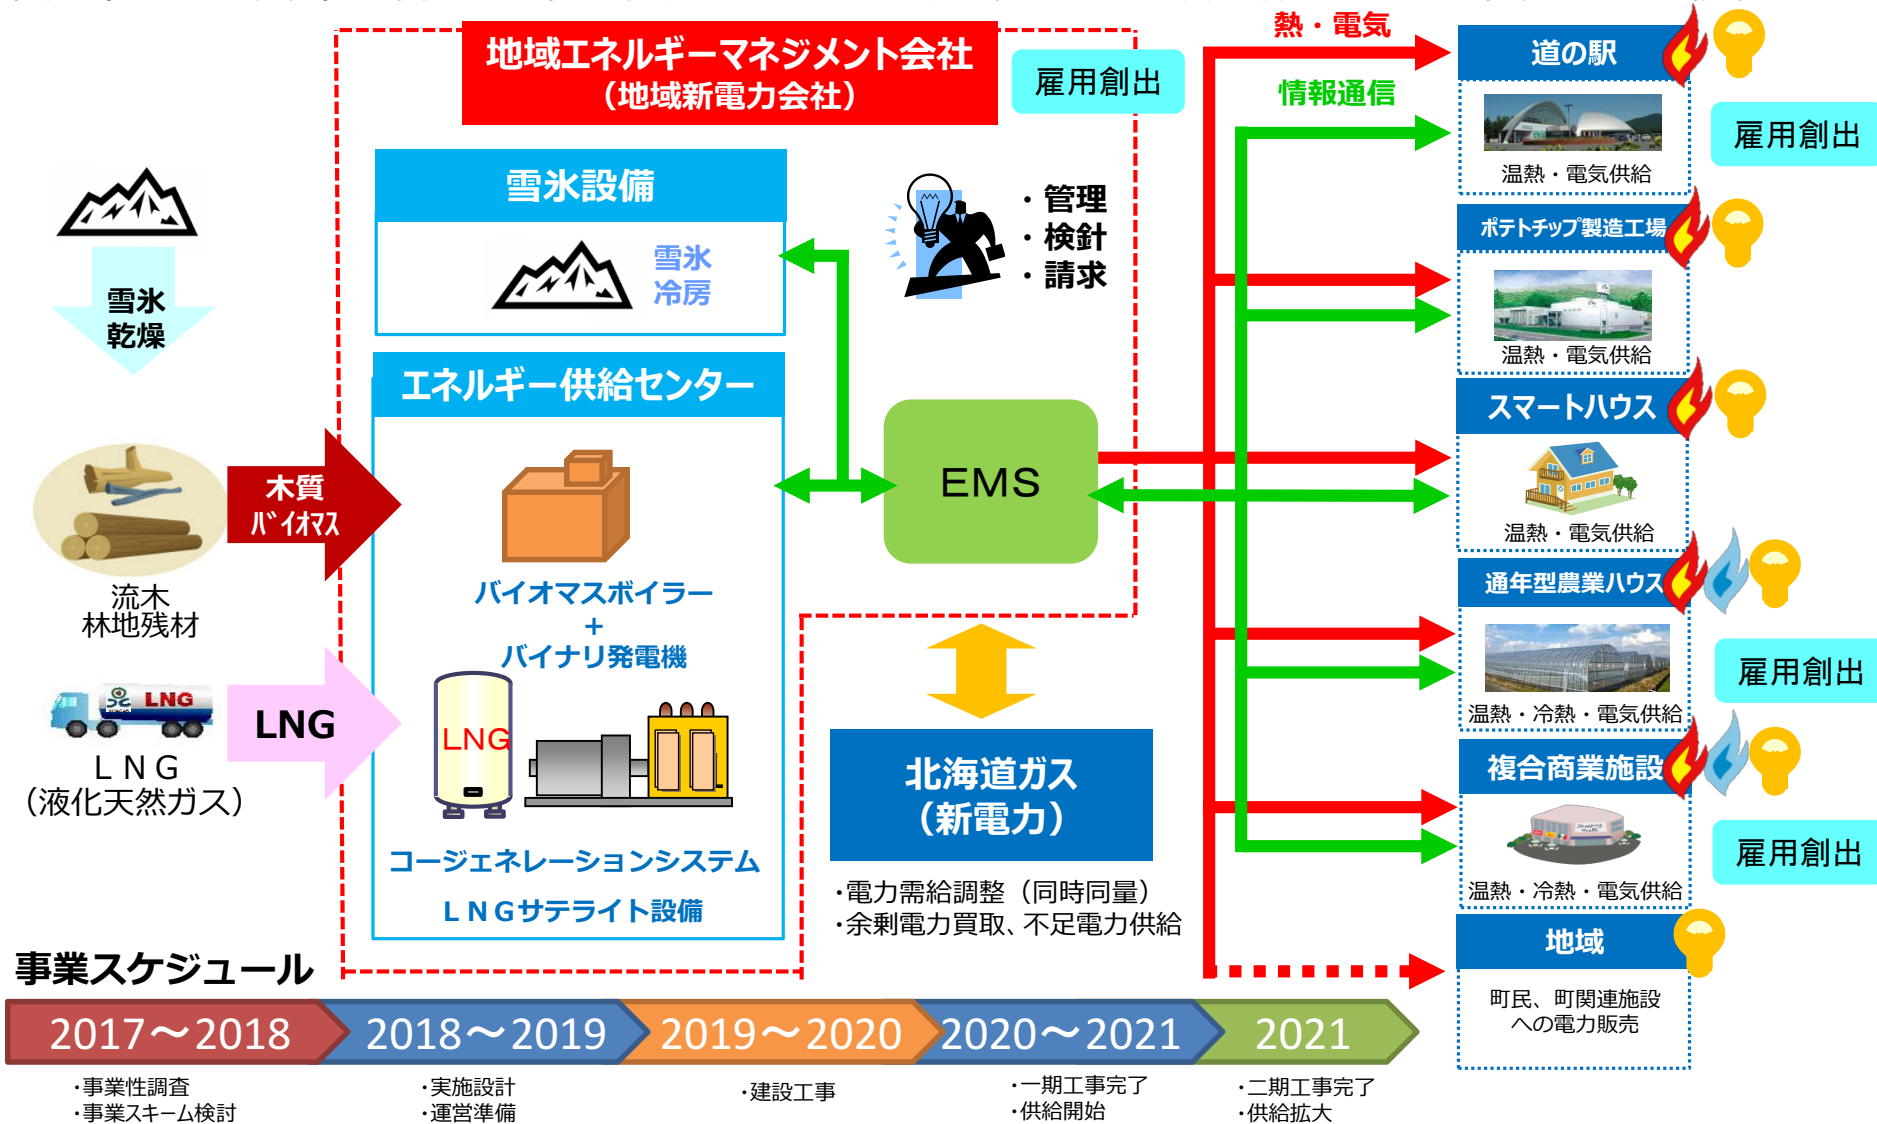 熱・電気
情報通信
地域エネルギーマネジメント会社
（地域新電力会社）
雇用創出
雪氷設備
雪氷
冷房
・管理
・検針
・請求
雪氷
乾燥
エネルギー供給センター
木質
ﾊﾞｲｵﾏｽ
流木
林地残材
バイオマスボイラー
+
バイナリ発電機
EMS
LNG
LNG
ＬＮＧ
（液化天然ガス）
LNG
コージェネレーションシステム
ＬＮＧサテライト設備
北海道ガス
（新電力）
・電力需給調整（同時同量）
・余剰電力買取、不足電力供給
道の駅
温熱・電気供給
雇用創出
ポテトチップ製造工場
温熱・電気供給
スマートハウス
温熱・電気供給
通年型農業ハウス
温熱・冷熱・電気供給
雇用創出
複合商業施設
温熱・冷熱・電気供給
雇用創出
地域
町民、町関連施設
への電力販売
事業スケジュール
2017～2018
・事業性調査
・事業スキーム検討
2018～2019
・実施設計
・運営準備
2019～2020
・建設工事
2020～2021
・一期工事完了
・供給開始
2021
・二期工事完了
・供給拡大